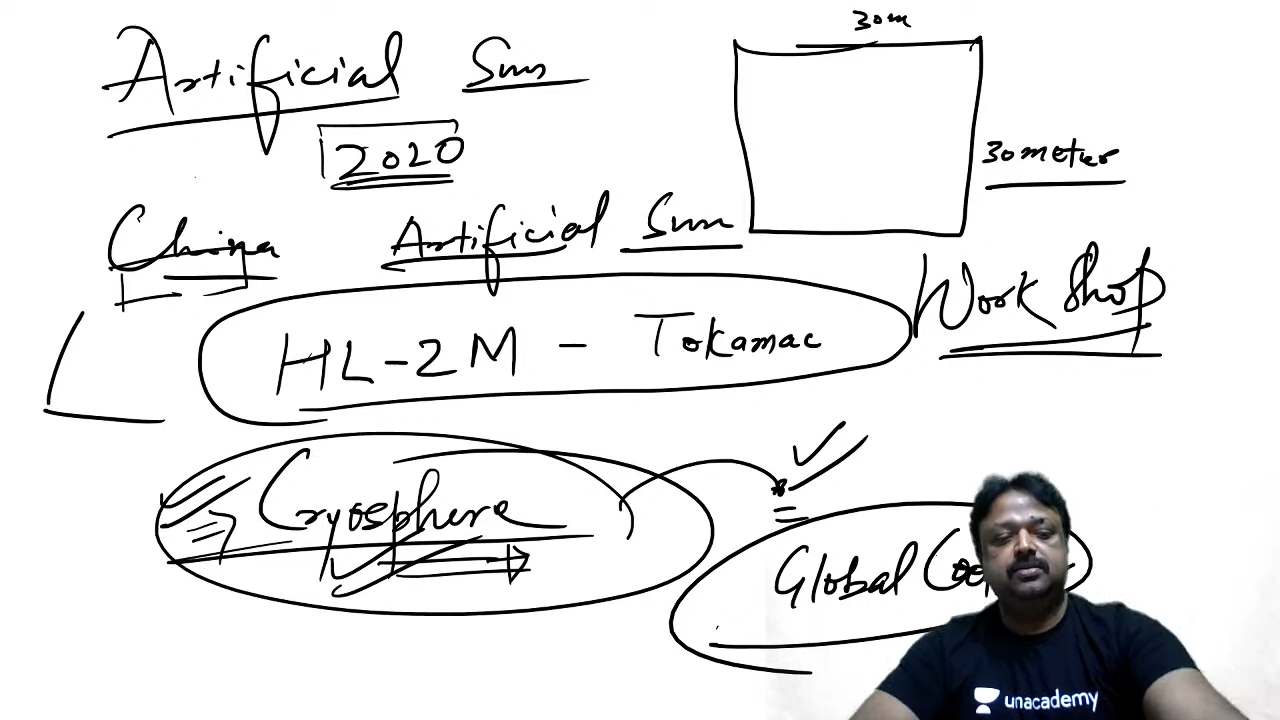 Artificial Sun
30m
2020
30meter
China Artificial Sun
Work Shop
HL-2M - Tokamac
Cryosphere
Global
unacademy